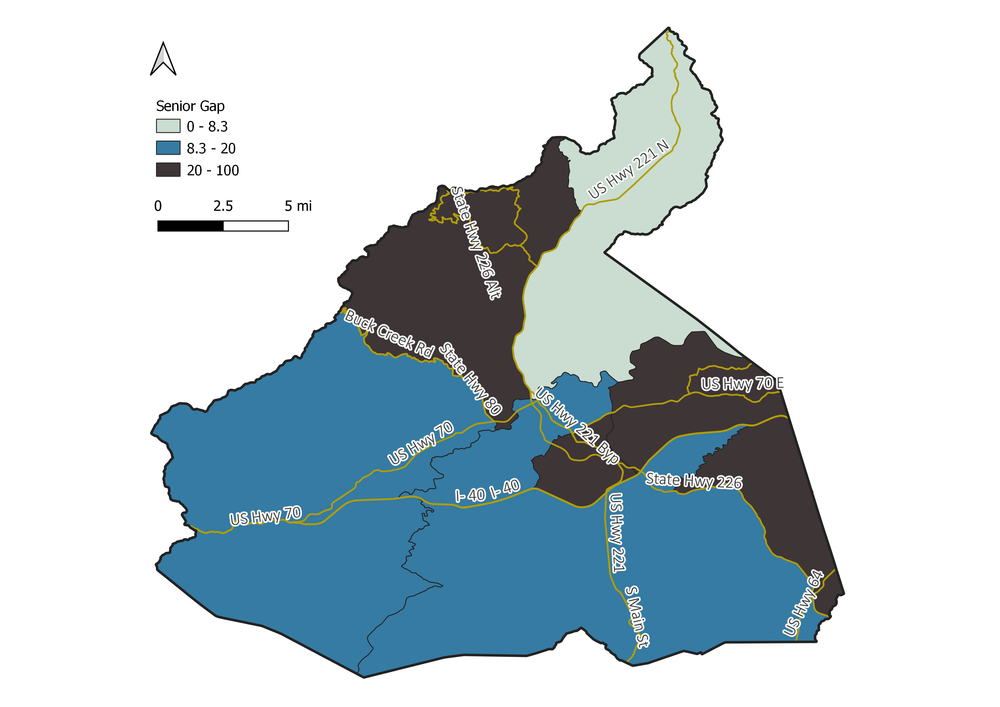 Senior Gap
0 - 8.3
8.3 - 20
20 - 100
0 2.5 5 mi
US Hwy 221 N
State Hwy 226 Alt
Buck Creek Rd
State Hwy 80
US Hwy 70 E
US Hwy 221 Byp
US Hwy 70
State Hwy 226
I- 40 I- 40
US Hwy 70
US Hwy 221
S Main St
US Hwy 64